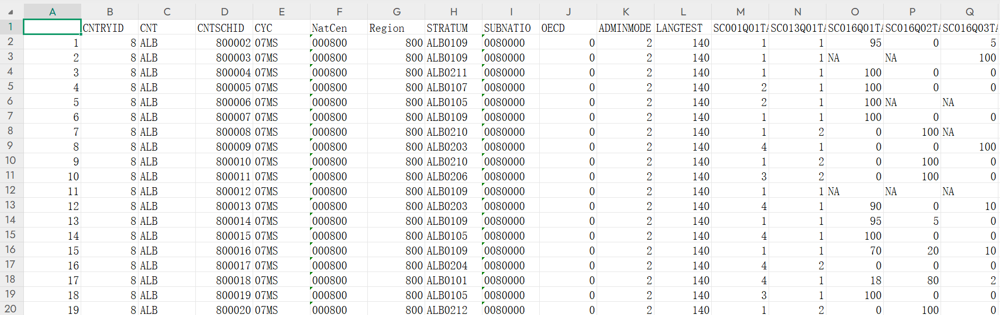 A B C D E F G H I J K L M N O P Q
1 CNTRYID CNT CNTSCHID CYC NatCen Region STRATUM SUBNATIO OECD ADMINMODE LANGTEST SC001Q01TA SC013Q01TA SC016Q01TA SC016Q02TA SC016Q03TA
2 1 8 ALB 800002 07MS 000800 800 ALB0109 0080000 0 2 140 1 1 95 0 5
3 2 8 ALB 800003 07MS 000800 800 ALB0109 0080000 0 2 140 1 1 NA NA 100
4 3 8 ALB 800004 07MS 000800 800 ALB0211 0080000 0 2 140 1 1 100 0 0
5 4 8 ALB 800005 07MS 000800 800 ALB0107 0080000 0 2 140 2 1 100 0 0
6 5 8 ALB 800006 07MS 000800 800 ALB0105 0080000 0 2 140 2 1 100 NA NA
7 6 8 ALB 800007 07MS 000800 800 ALB0109 0080000 0 2 140 1 1 100 0 0
8 7 8 ALB 800008 07MS 000800 800 ALB0210 0080000 0 2 140 1 2 0 100 NA
9 8 8 ALB 800009 07MS 000800 800 ALB0203 0080000 0 2 140 4 1 0 0 100
10 9 8 ALB 800010 07MS 000800 800 ALB0210 0080000 0 2 140 1 2 0 100 0
11 10 8 ALB 800011 07MS 000800 800 ALB0206 0080000 0 2 140 3 2 0 100 0
12 11 8 ALB 800012 07MS 000800 800 ALB0109 0080000 0 2 140 1 1 NA NA NA
13 12 8 ALB 800013 07MS 000800 800 ALB0203 0080000 0 2 140 4 1 90 0 10
14 13 8 ALB 800014 07MS 000800 800 ALB0109 0080000 0 2 140 1 1 95 5 0
15 14 8 ALB 800015 07MS 000800 800 ALB0105 0080000 0 2 140 4 1 100 0 0
16 15 8 ALB 800016 07MS 000800 800 ALB0109 0080000 0 2 140 1 1 70 20 10
17 16 8 ALB 800017 07MS 000800 800 ALB0204 0080000 0 2 140 4 2 0 0 0
18 17 8 ALB 800018 07MS 000800 800 ALB0101 0080000 0 2 140 4 1 18 80 2
19 18 8 ALB 800019 07MS 000800 800 ALB0105 0080000 0 2 140 3 1 100 0 0
20 19 8 ALB 800020 07MS 000800 800 ALB0212 0080000 0 2 140 1 2 0 100 0